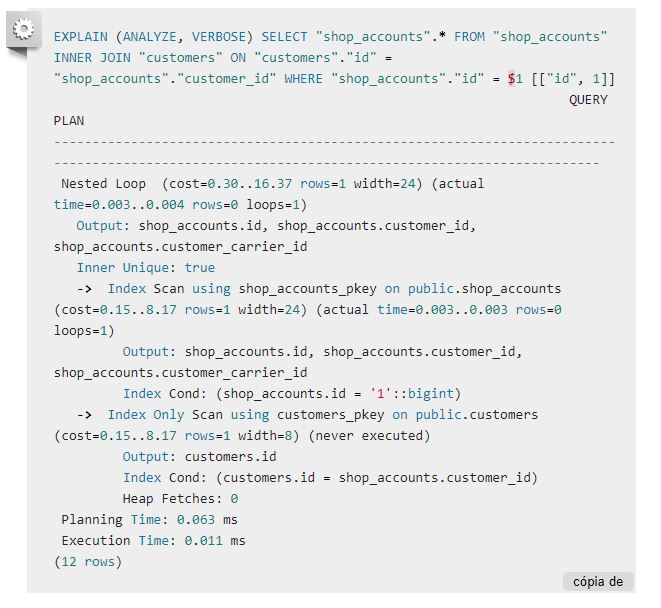 EXPLAIN (ANALYZE, VERBOSE) SELECT "shop_accounts".* FROM "shop_accounts"
INNER JOIN "customers" ON "customers"."id" =
"shop_accounts"."customer_id" WHERE "shop_accounts"."id" = $1 [["id", 1]]
QUERY
PLAN
-------------------------------------------------------------------------
-----------------------------------------------------------------------
Nested Loop  (cost=0.30..16.37 rows=1 width=24) (actual
time=0.003..0.004 rows=0 loops=1)
Output: shop_accounts.id, shop_accounts.customer_id,
shop_accounts.customer_carrier_id
Inner Unique: true
->  Index Scan using shop_accounts_pkey on public.shop_accounts
(cost=0.15..8.17 rows=1 width=24) (actual time=0.003..0.003 rows=0
loops=1)
Output: shop_accounts.id, shop_accounts.customer_id,
shop_accounts.customer_carrier_id
Index Cond: (shop_accounts.id = '1'::bigint)
->  Index Only Scan using customers_pkey on public.customers
(cost=0.15..8.17 rows=1 width=8) (never executed)
Output: customers.id
Index Cond: (customers.id = shop_accounts.customer_id)
Heap Fetches: 0
Planning Time: 0.063 ms
Execution Time: 0.011 ms
(12 rows)
cópia de